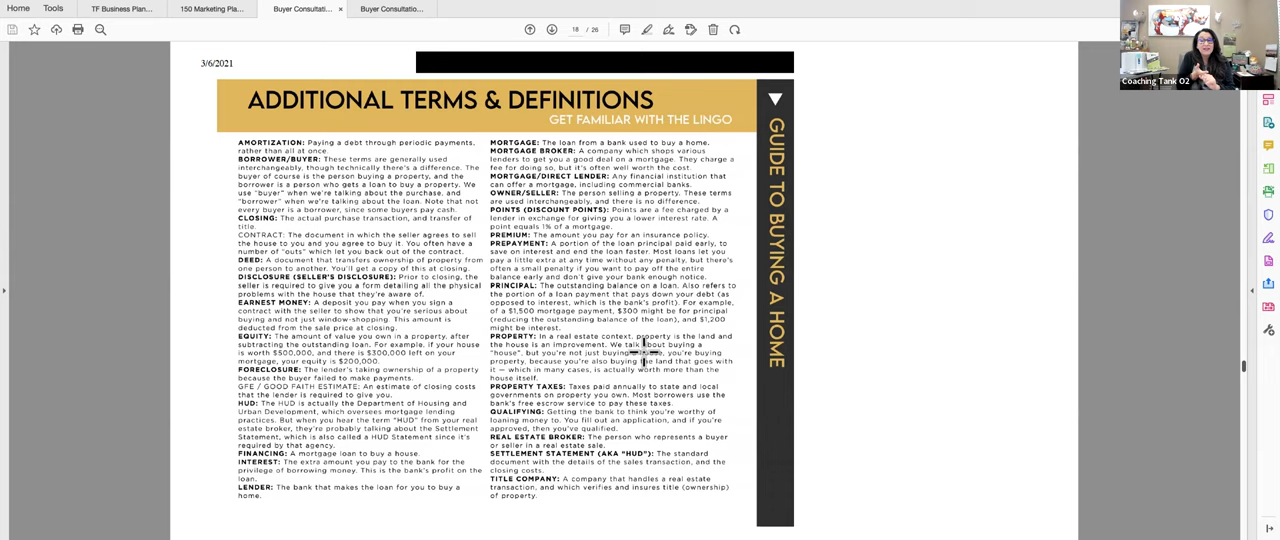 Home
Tools
TF Business Plan...
150 Marketing Pla...
Buyer Consultati... ×
Buyer Consultatio...
18 / 26
Coaching Tank O2
3/6/2021
ADDITIONAL TERMS & DEFINITIONS
GET FAMILIAR WITH THE LINGO
GUIDE TO BUYING A HOME
AMORTIZATION: Paying a debt through periodic payments,
rather than all at once.
BORROWER/BUYER: These terms are generally used
interchangeably, though technically there's a difference. The
buyer of course is the person buying a property, and the
borrower is a person who gets a loan to buy a property. We
use "buyer" when we're talking about the purchase, and
"borrower" when we're talking about the loan. Note that not
every buyer is a borrower, since some buyers pay cash.
CLOSING: The actual purchase transaction, and transfer of
title.
CONTRACT: The document in which the seller agrees to sell
the house to you and you agree to buy it. You often have a
number of "outs" which let you back out of the contract.
DEED: A document that transfers ownership of property from
one person to another. You'll get a copy of this at closing.
DISCLOSURE (SELLER'S DISCLOSURE): Prior to closing, the
seller is required to give you a form detailing all the physical
problems with the house that they're aware of.
EARNEST MONEY: A deposit you pay when you sign a
contract with the seller to show that you're serious about
buying and not just window-shopping. This amount is
deducted from the sale price at closing.
EQUITY: The amount of value you own in a property, after
subtracting the outstanding loan. For example, if your house
is worth $500,000, and there is $300,000 left on your
mortgage, your equity is $200,000.
FORECLOSURE: The lender's taking ownership of a property
because the buyer failed to make payments.
GFE / GOOD FAITH ESTIMATE: An estimate of closing costs
that the lender is required to give you.
HUD: The HUD is actually the Department of Housing and
Urban Development, which oversees mortgage lending
practices. But when you hear the term "HUD" from your real
estate broker, they're probably talking about the Settlement
Statement, which is also called a HUD Statement since it's
required by that agency.
FINANCING: A mortgage loan to buy a house.
INTEREST: The extra amount you pay to the bank for the
privilege of borrowing money. This is the bank's profit on the
loan.
LENDER: The bank that makes the loan for you to buy a
home.
MORTGAGE: The loan from a bank used to buy a home.
MORTGAGE BROKER: A company which shops various
lenders to get you a good deal on a mortgage. They charge a
fee for doing so, but it's often well worth the cost.
MORTGAGE/DIRECT LENDER: Any financial institution that
can offer a mortgage, including commercial banks.
OWNER/SELLER: The person selling a property. These terms
are used interchangeably, and there is no difference.
POINTS (DISCOUNT POINTS): Points are a fee charged by a
lender in exchange for giving you a lower interest rate. A
point equals 1% of a mortgage.
PREMIUM: The amount you pay for an insurance policy.
PREPAYMENT: A portion of the loan principal paid early, to
save on interest and end the loan faster. Most loans let you
pay a little extra at any time without any penalty, but there's
often a small penalty if you want to pay off the entire
balance early and don't give your bank enough notice.
PRINCIPAL: The outstanding balance on a loan. Also refers to
the portion of a loan payment that pays down your debt (as
opposed to interest, which is the bank's profit). For example,
of a $1,500 mortgage payment, $300 might be for principal
(reducing the outstanding balance of the loan), and $1,200
might be interest.
PROPERTY: In a real estate context, property is the land and
the house is an improvement. We talk about buying a
"house", but you're not just buying you're buying
property, because you're also buying the land that goes with
it — which in many cases, is actually worth more than the
house itself.
PROPERTY TAXES: Taxes paid annually to state and local
governments on property you own. Most borrowers use the
bank's free escrow service to pay these taxes.
QUALIFYING: Getting the bank to think you're worthy of
loaning money to. You fill out an application, and if you're
approved, then you've qualified.
REAL ESTATE BROKER: The person who represents a buyer
or seller in a real estate sale.
SETTLEMENT STATEMENT (AKA "HUD"): The standard
document with the details of the sales transaction, and the
closing costs.
TITLE COMPANY: A company that handles a real estate
transaction, and which verifies and insures title (ownership)
of property.